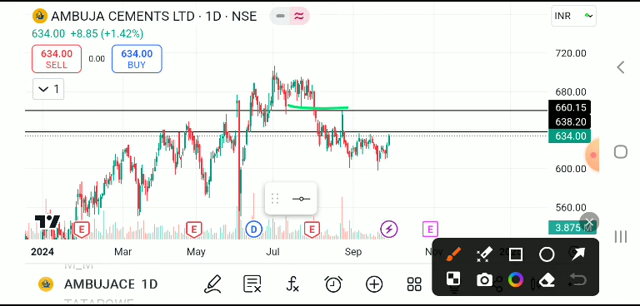 AMBUJA CEMENTS LTD · 1D · NSE
INR
634.00 +8.85 (+1.42%)
634.00
SELL
0.00
634.00
BUY
1
720.00
680.00
660.15
638.20
634.00
600.00
560.00
3.875
E
E
D
E
E
2024
Mar
May
Jul
Sep
M_M
AMBUJACE 1D
TATAPOWE